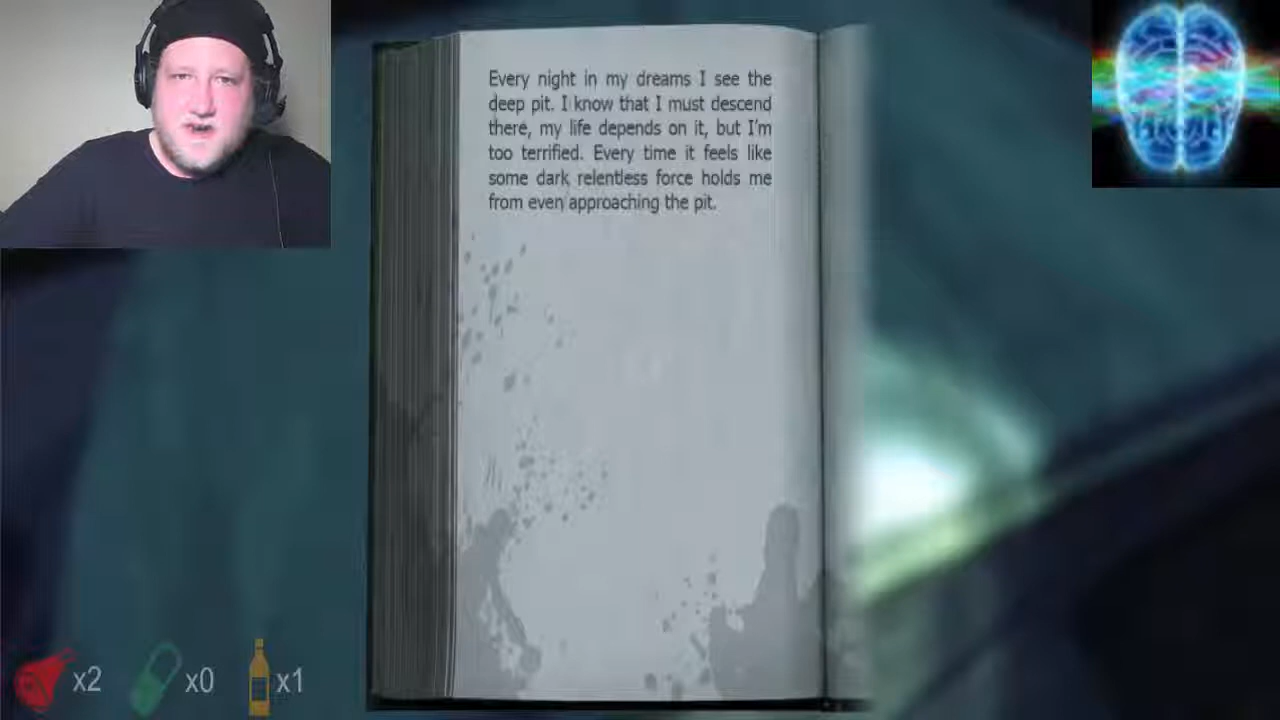 Every night in my dreams I see the
deep pit. I know that I must descend
there, my life depends on it, but I'm
too terrified. Every time it feels like
some dark relentless force holds me
from even approaching the pit.
x2
x0
x1